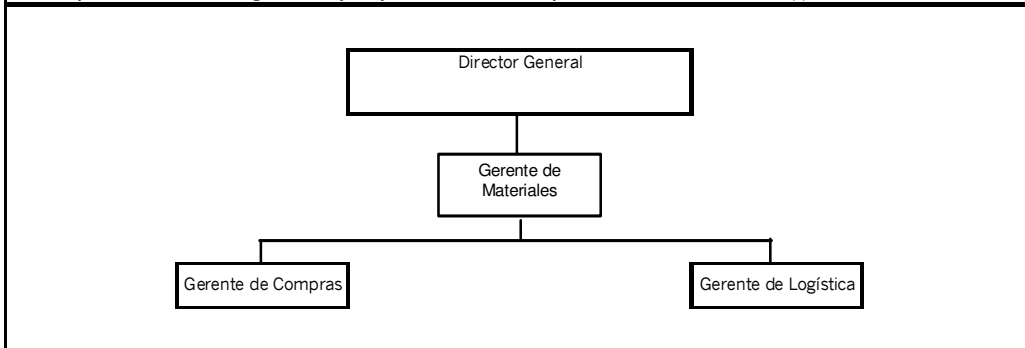 Director General
Gerente de
Materiales
Gerente de Compras
Gerente de Logística